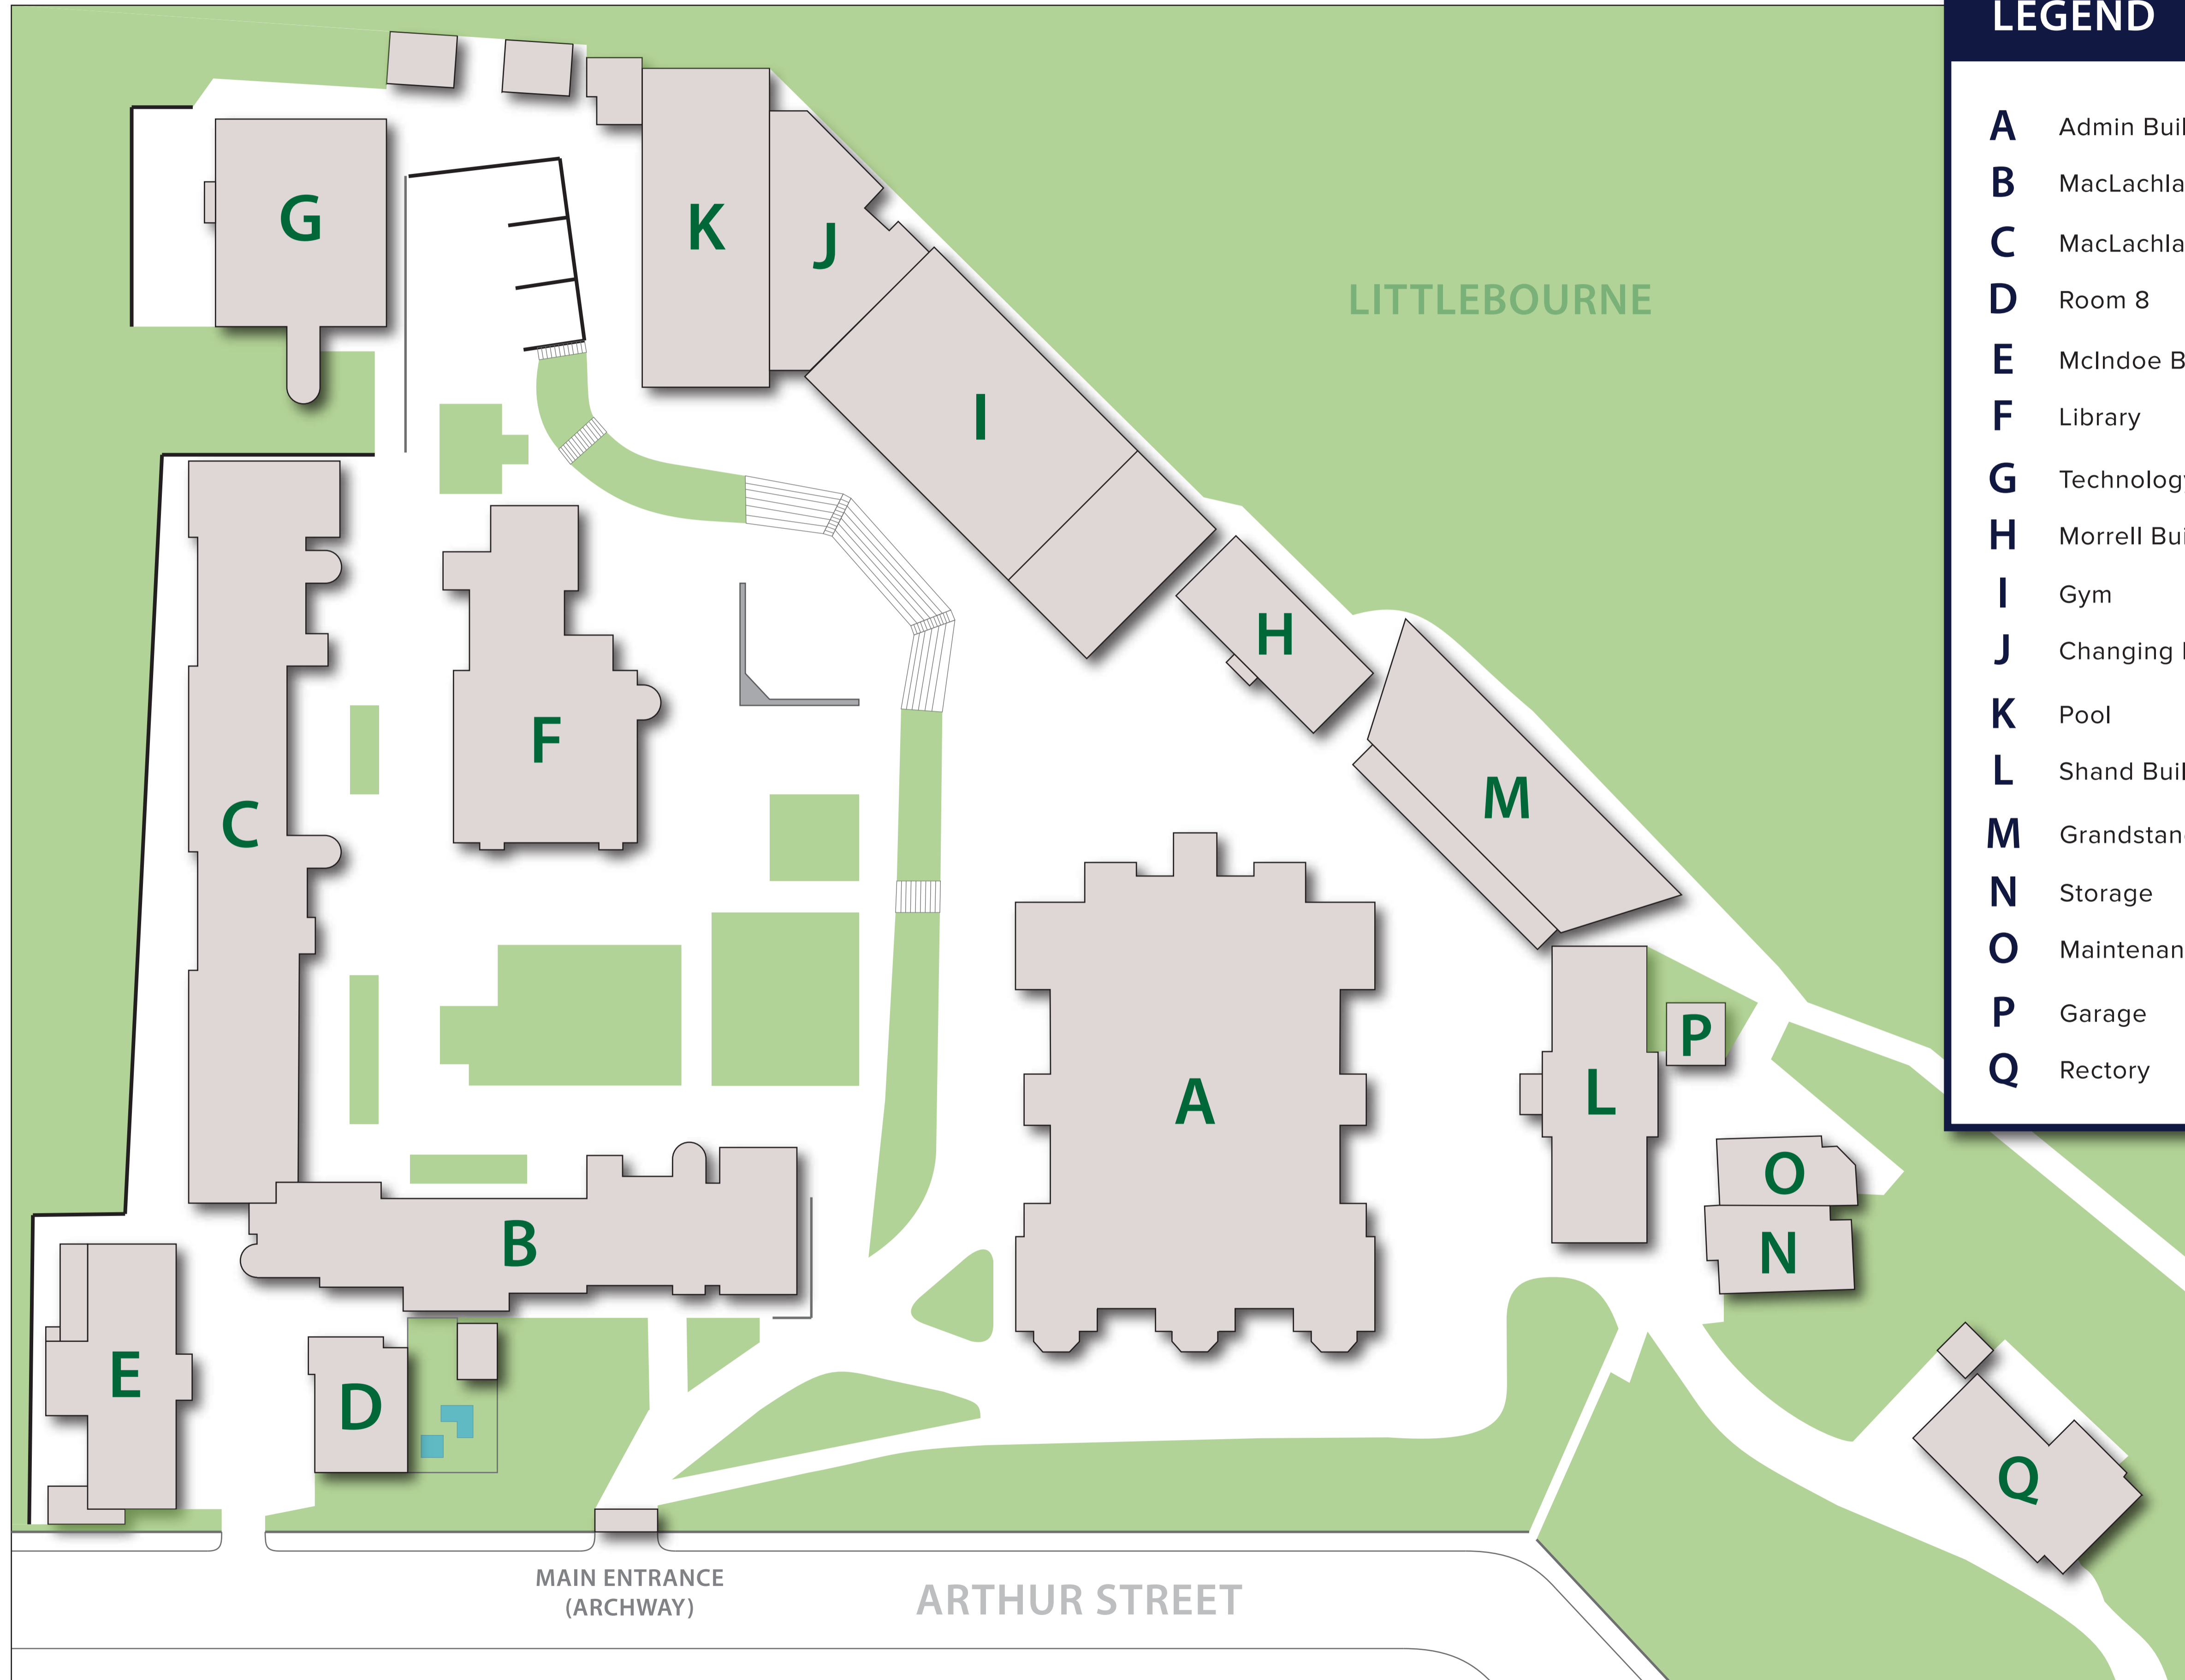 LEGEND
A Admin Buil
B MacLachla
C MacLachla
D Room 8
E McIndoe B
F Library
G Technology
H Morrell Bui
I Gym
J Changing
K Pool
L Shand Buil
M Grandstan
N Storage
O Maintenan
P Garage
Q Rectory
G
K
J
LITTLEBOURNE
I
H
F
M
C
A
P
L
O
B
N
E
D
Q
MAIN ENTRANCE
(ARCHWAY)
ARTHUR STREET